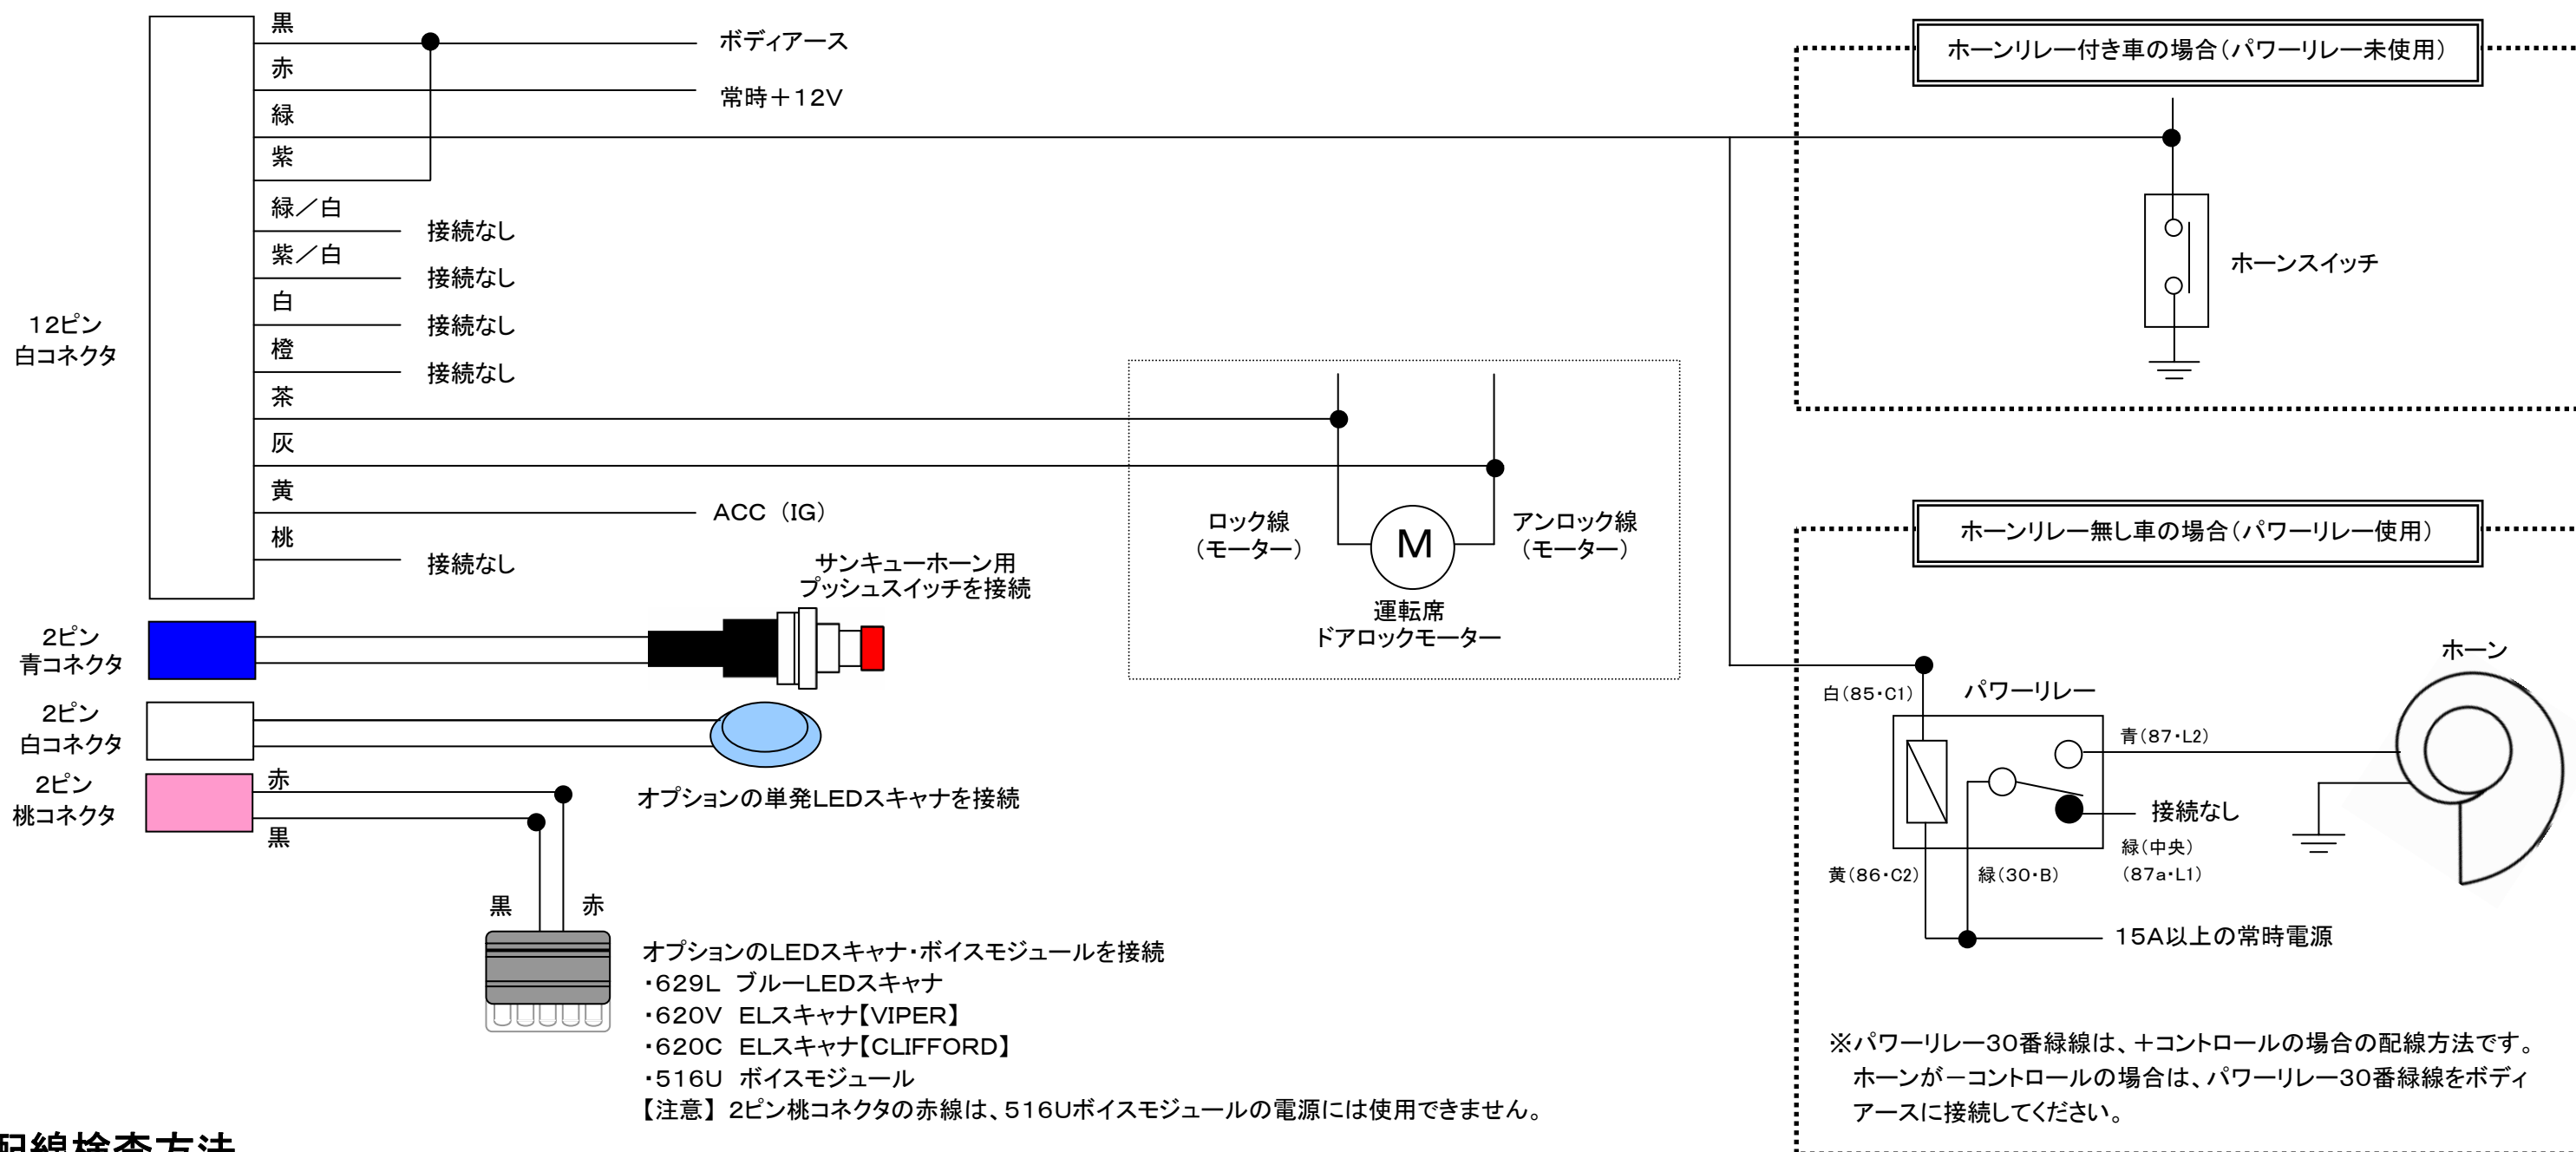 黒
ボディアース
赤
常時＋12V
緑
紫
緑／白
接続なし
紫／白
接続なし
白
接続なし
橙
接続なし
茶
灰
黄
ACC（IG）
桃
接続なし
12ピン
白コネクタ
ロック線
（モーター）
M
アンロック線
（モーター）
運転席
ドアロックモーター
サンキューホーン用
プッシュスイッチを接続
2ピン
青コネクタ
2ピン
白コネクタ
オプションの単発LEDスキャナを接続
2ピン
桃コネクタ
赤
黒
黒
赤
オプションのLEDスキャナ・ボイスモジュールを接続
・629L ブルーLEDスキャナ
・620V ELスキャナ【VIPER】
・620C ELスキャナ【CLIFFORD】
・516U ボイスモジュール
【注意】2ピン桃コネクタの赤線は、516Uボイスモジュールの電源には使用できません。
ホーンリレー付き車の場合（パワーリレー未使用）
ホーンスイッチ
ホーンリレー無し車の場合（パワーリレー使用）
ホーン
白（85・C1）
パワーリレー
青（87・L2）
接続なし
緑（中央）
（87a・L1）
黄（86・C2）
緑（30・B）
15A以上の常時電源
※パワーリレー30番緑線は、＋コントロールの場合の配線方法です。
ホーンが－コントロールの場合は、パワーリレー30番緑線をボディ
アースに接続してください。
配線検査方法